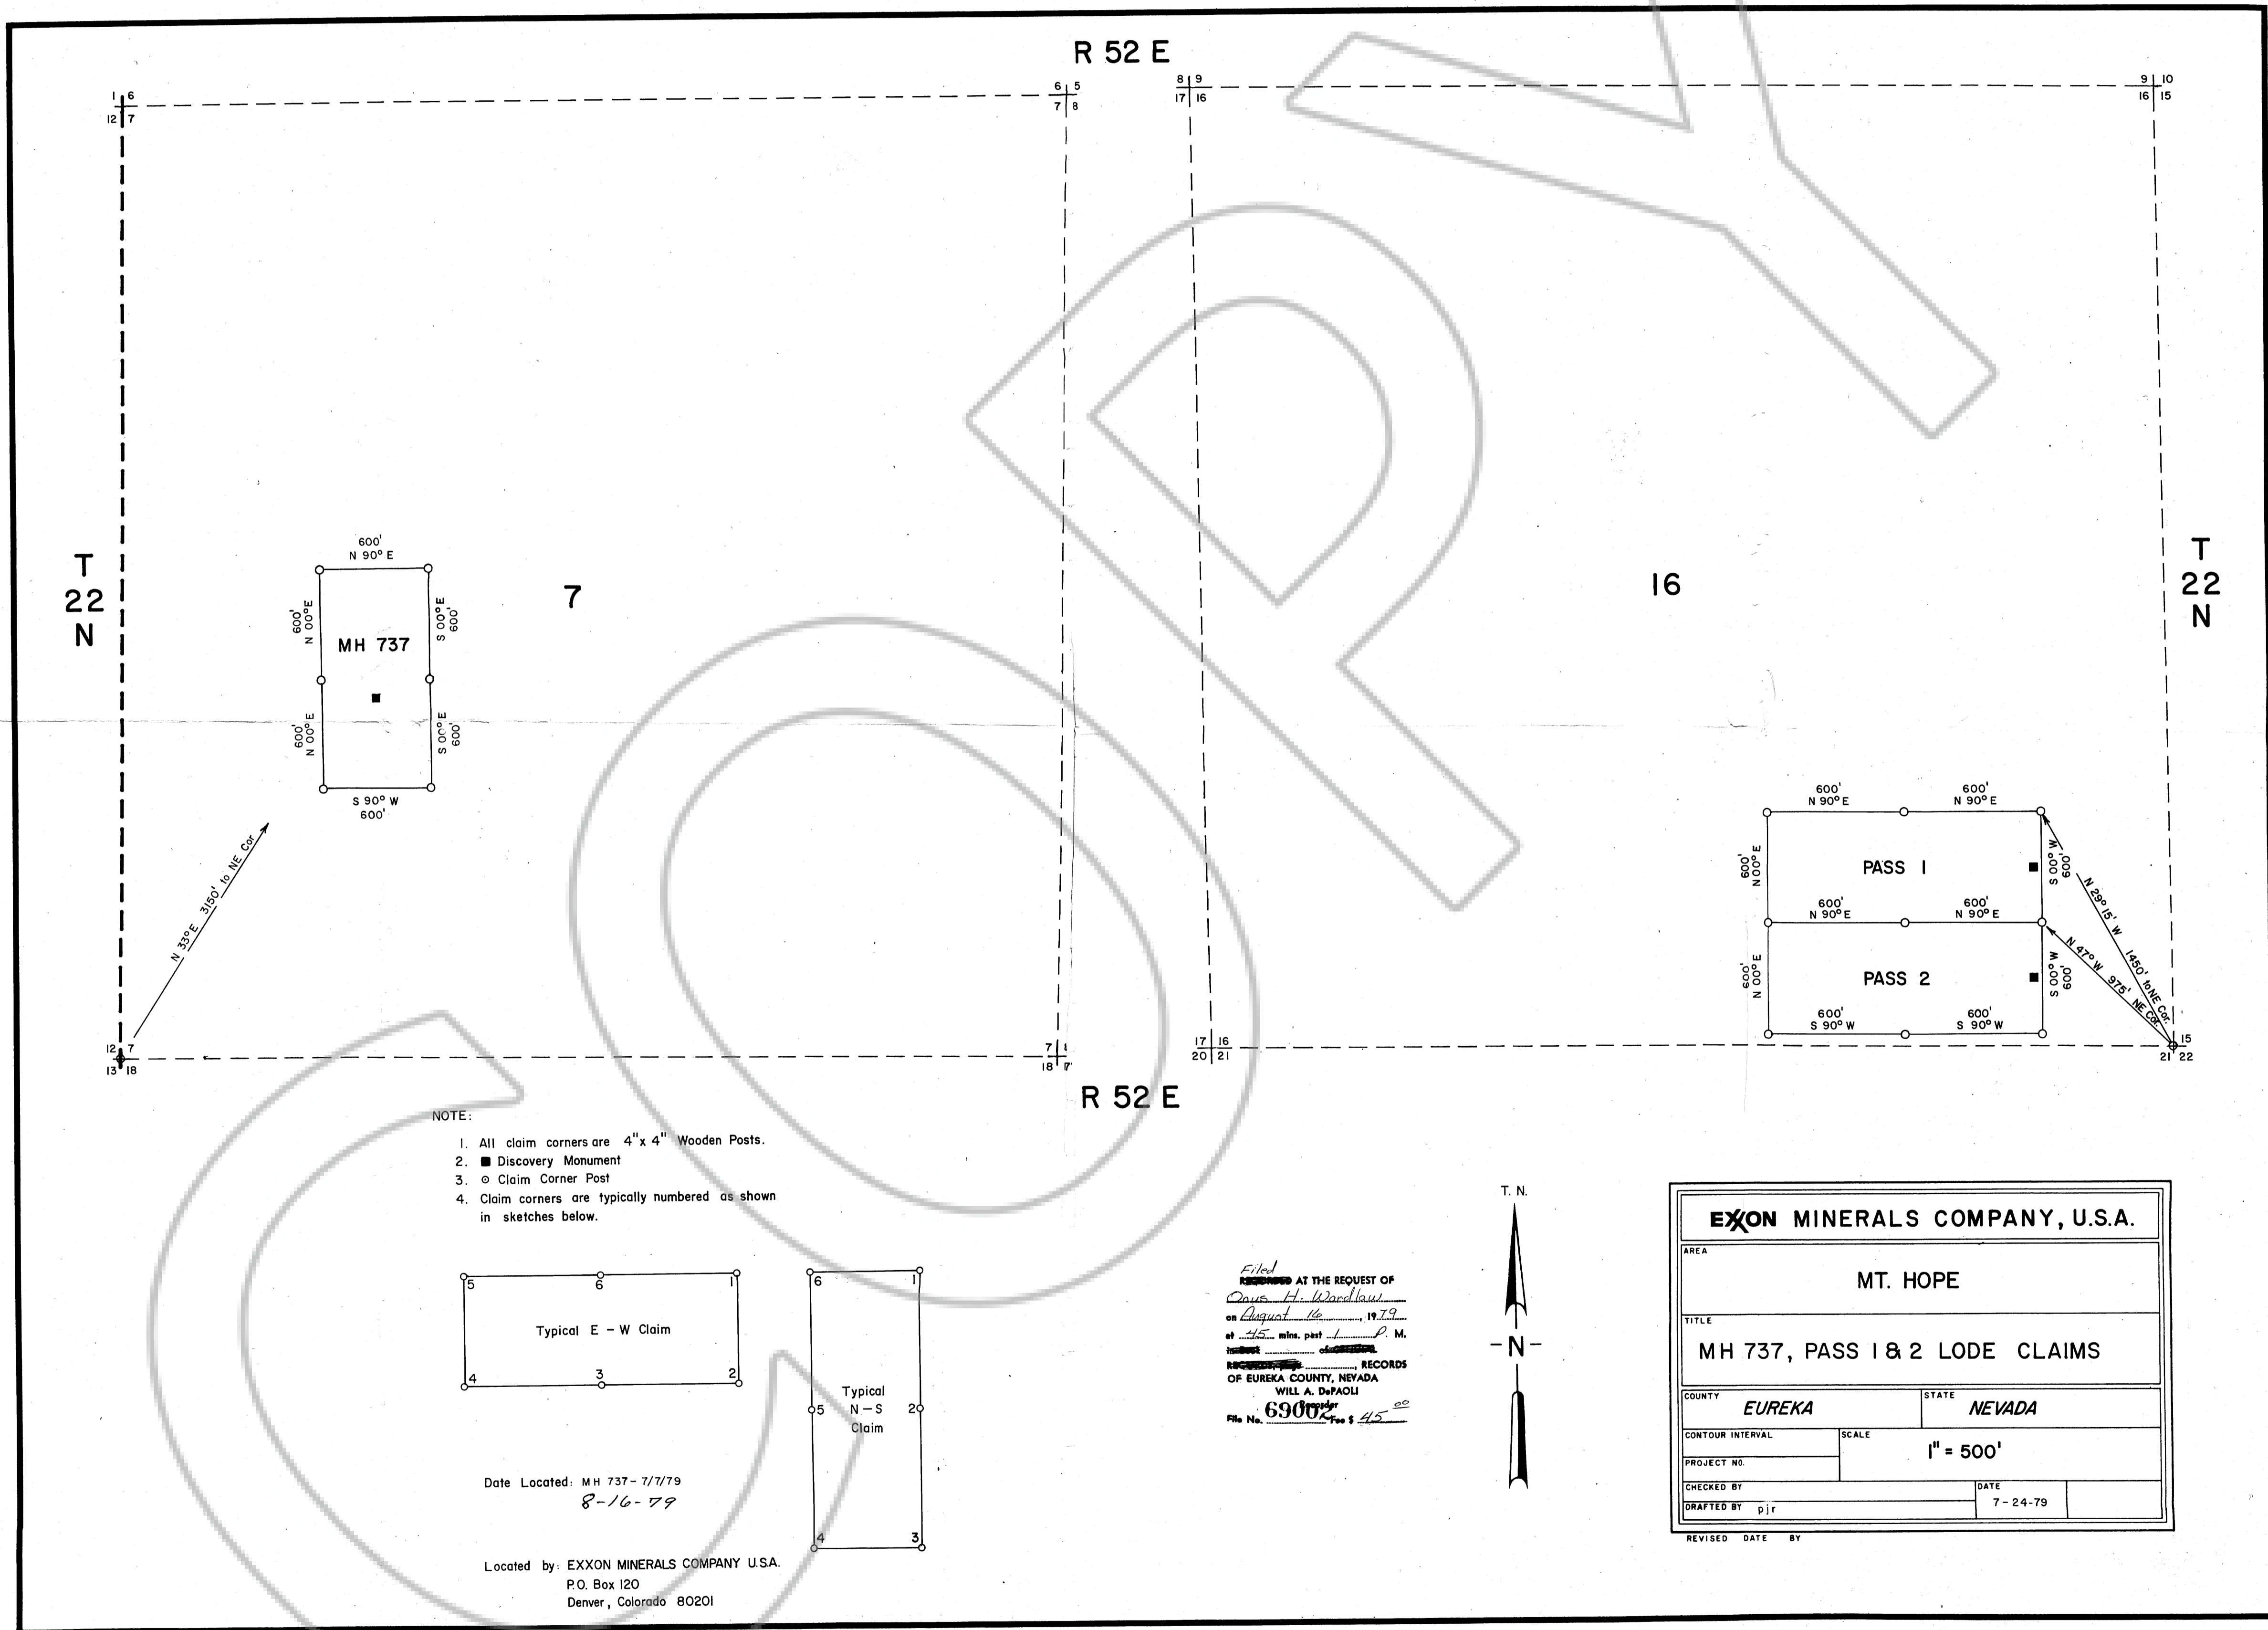 R 52 E
1 6
12 7
6 5
7 8
8 9
17 16
9 10
16 15
T
22
N
600'
N 90° E
600'
N 00° E
S 00° E
600'
MH 737
600'
N 00° E
S 00° E
600'
S 90° W
600'
7
16
T
22
N
N 33° E 3150' to NE Cor
600'
N 90° E
600'
N 90° E
600'
N 00° E
PASS 1
S 00° W
600'
600'
N 90° E
600'
N 90° E
600'
N 00° E
PASS 2
S 00° W
600'
600'
S 90° W
600'
S 90° W
N 29° 15' W 1450' to NE Cor.
N 47° W 975' NE Cor.
12 7
13 18
7
18
17 16
20 21
15
21 22
R 52 E
NOTE:
1. All claim corners are 4" x 4" Wooden Posts.
2. ■ Discovery Monument
3. ⊙ Claim Corner Post
4. Claim corners are typically numbered as shown
in sketches below.
5 6 1
Typical E - W Claim
4 3 2
6 1
Typical
5 N - S 2
Claim
4 3
Date Located: MH 737 - 7/7/79
8-16-79
Located by: EXXON MINERALS COMPANY U.S.A.
P.O. Box 120
Denver, Colorado 80201
Filed
AT THE REQUEST OF
H. Wardlaw
on August 16, 1979
at 45 mins. past 1 P. M.
RECORDS
OF EUREKA COUNTY, NEVADA
WILL A. DePAOLI
Recorder
File No. 69002 Fee $ 45 00
T. N.
- N -
EXXON MINERALS COMPANY, U.S.A.
AREA
MT. HOPE
TITLE
MH 737, PASS 1 & 2 LODE CLAIMS
COUNTY
EUREKA
STATE
NEVADA
CONTOUR INTERVAL
SCALE
1" = 500'
PROJECT NO.
CHECKED BY
DATE
7-24-79
DRAFTED BY pjr
REVISED DATE BY
COPY